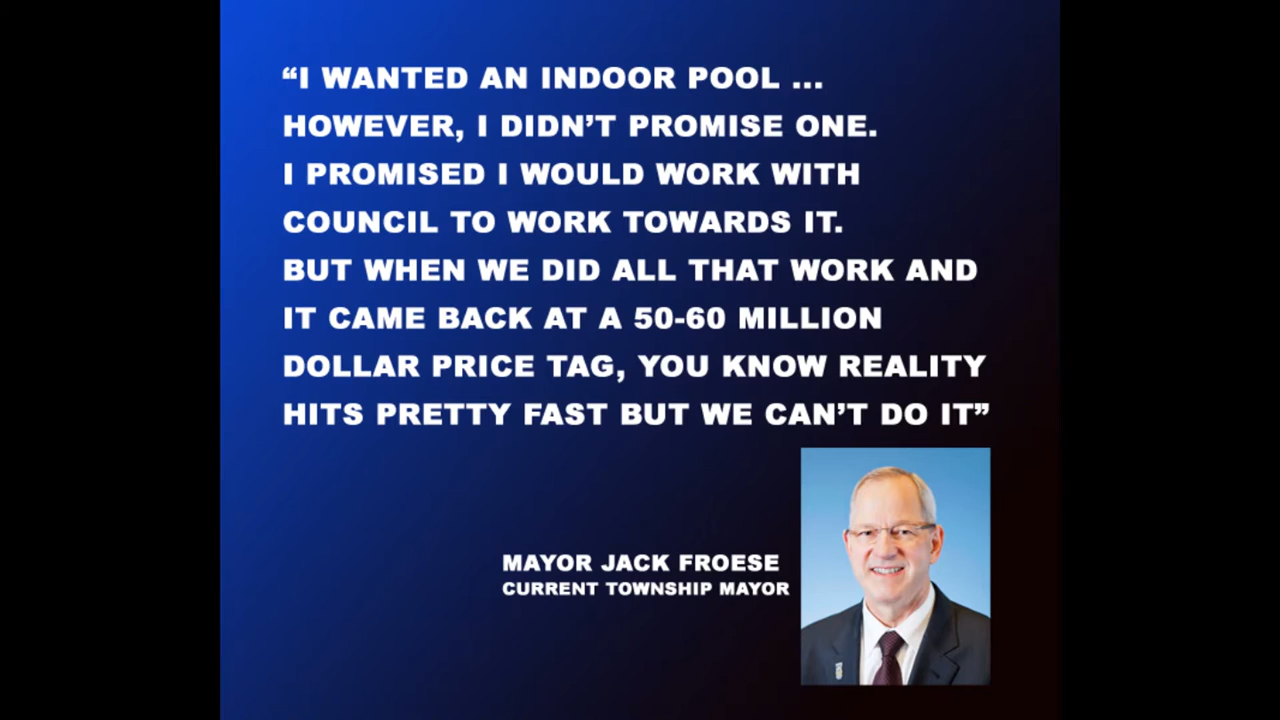 “I WANTED AN INDOOR POOL ...
HOWEVER, I DIDN’T PROMISE ONE.
I PROMISED I WOULD WORK WITH
COUNCIL TO WORK TOWARDS IT.
BUT WHEN WE DID ALL THAT WORK AND
IT CAME BACK AT A 50-60 MILLION
DOLLAR PRICE TAG, YOU KNOW REALITY
HITS PRETTY FAST BUT WE CAN’T DO IT”
MAYOR JACK FROESE
CURRENT TOWNSHIP MAYOR